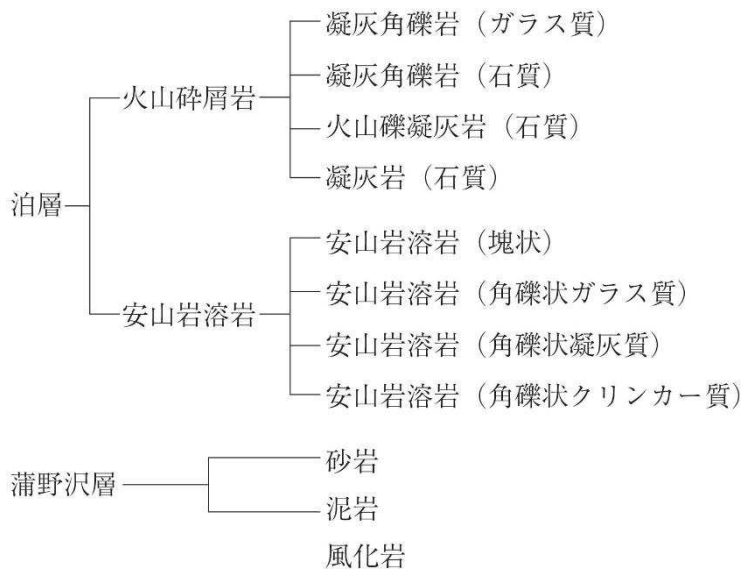 泊層
火山砕屑岩
凝灰角礫岩（ガラス質）
凝灰角礫岩（石質）
火山礫凝灰岩（石質）
凝灰岩（石質）
安山岩溶岩
安山岩溶岩（塊状）
安山岩溶岩（角礫状ガラス質）
安山岩溶岩（角礫状凝灰質）
安山岩溶岩（角礫状クリンカー質）
蒲野沢層
砂岩
泥岩
風化岩